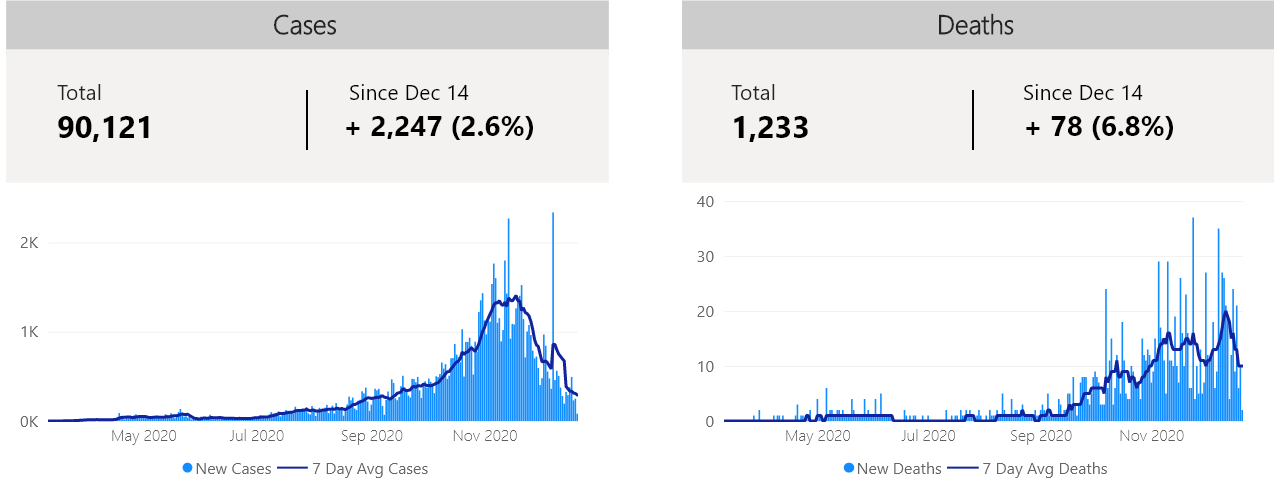 Cases
Total
90,121
Since Dec 14
+ 2,247 (2.6%)
2K
1K
0K
May 2020 Jul 2020 Sep 2020 Nov 2020
New Cases 7 Day Avg Cases
Deaths
Total
1,233
Since Dec 14
+ 78 (6.8%)
40
30
20
10
0
May 2020 Jul 2020 Sep 2020 Nov 2020
New Deaths 7 Day Avg Deaths